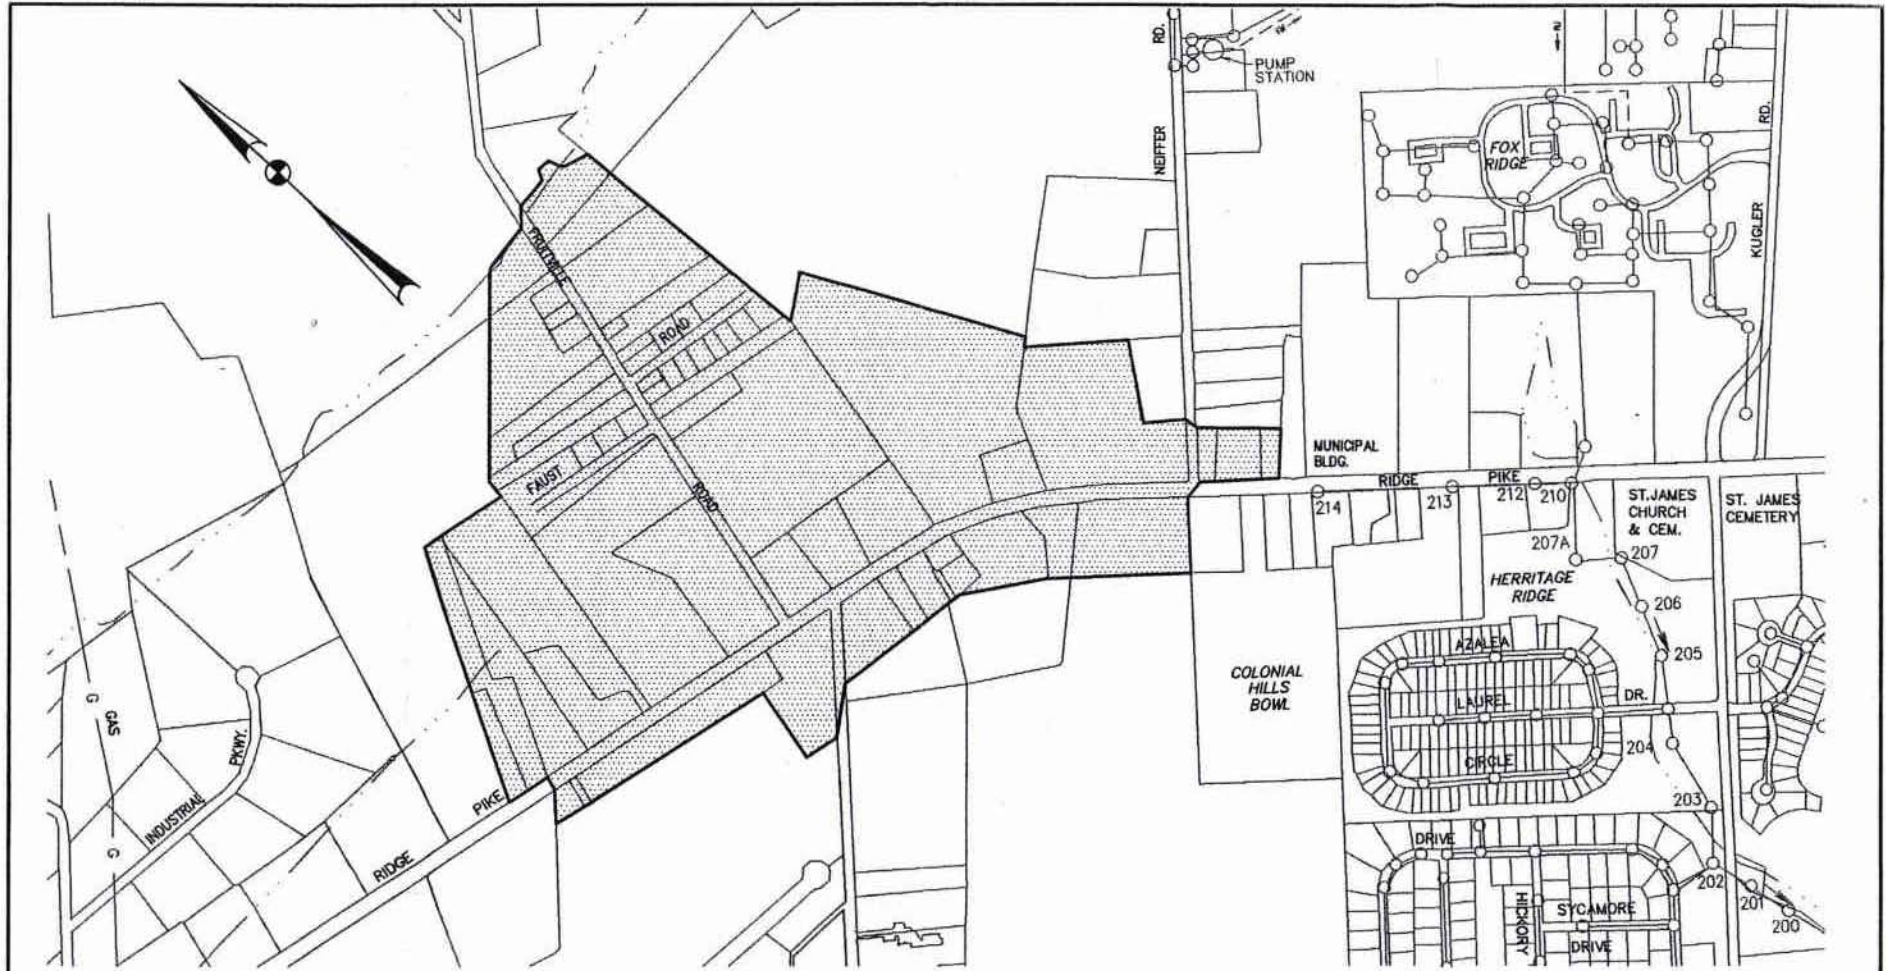 RD.
PUMP
STATION
NEIFFER
FOX
RIDGE
RD.
KUGLER
FRUITVILLE
ROAD
FAUST
ROAD
MUNICIPAL
BLDG.
RIDGE
PIKE
214
213
212
210
ST.JAMES
CHURCH
& CEM.
ST. JAMES
CEMETERY
207A
207
HERRITAGE
RIDGE
206
205
AZALEA
LAUREL
DR.
CIRCLE
204
203
COLONIAL
HILLS
BOWL
G
GAS
G
PKWY.
INDUSTRIAL
PIKE
RIDGE
DRIVE
202
201
200
HICKORY
SYCAMORE
DRIVE